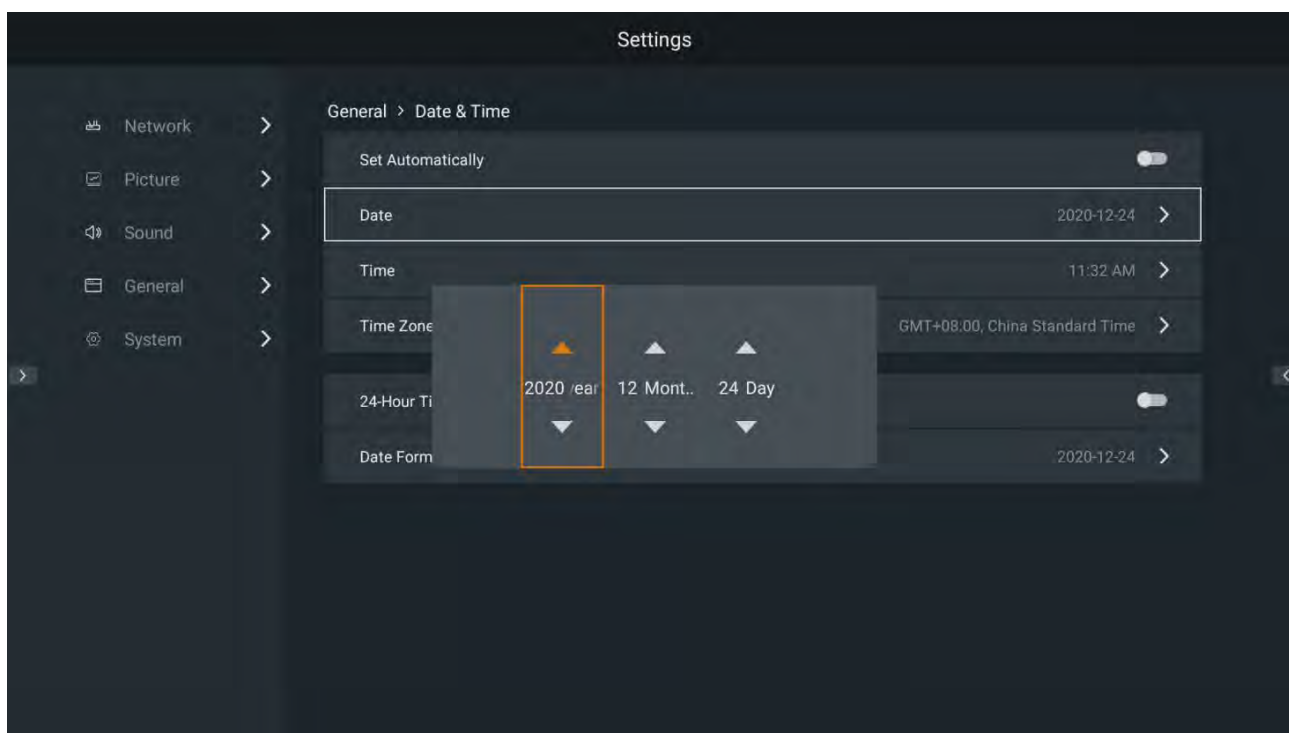 Settings
Network
Picture
Sound
General
System
General > Date & Time
Set Automatically
Date 2020-12-24
Time 11:32 AM
Time Zone GMT+08:00, China Standard Time
24-Hour Ti
Date Form 2020-12-24
2020 ear 12 Mont.. 24 Day